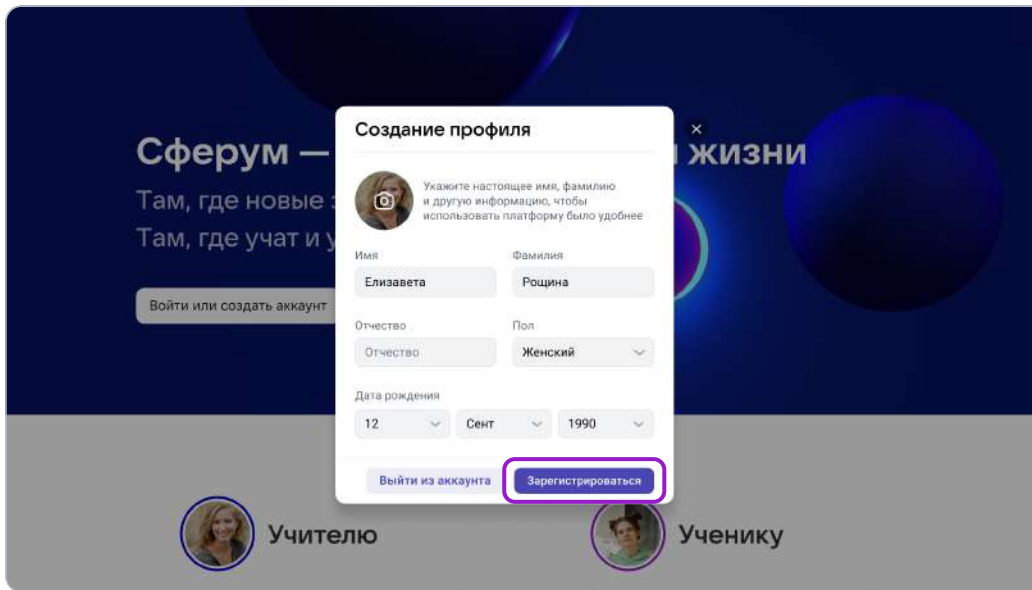 Создание профиля
Сферум —
жизни
Укажите настоящее имя, фамилию
и другую информацию, чтобы
использовать платформу было удобнее
Там, где новые
Там, где учат и у
Имя
Фамилия
Елизавета
Рощина
Войти или создать аккаунт
Отчество
Пол
Отчество
Женский
Дата рождения
12
Сент
1990
Выйти из аккаунта
Зарегистрироваться
Учителю
Ученику